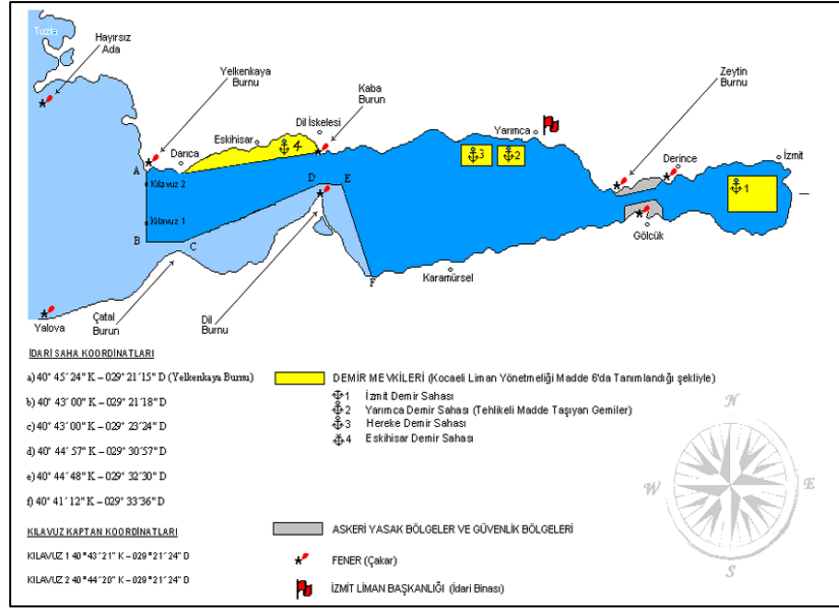 Tuzla
Hayırsız
Ada
Yelkenkaya
Burnu
Kaba
Burun
Zeytin
Burnu
Darıca
Eskihisar
Dil İskelesi
Yarımca
Derince
İzmit
4
3
2
1
A
Kılavuz 2
Kılavuz 1
B
C
D
E
F
Gölcük
Karamürsel
Yalova
Çatal
Burun
Dil
Burnu
İDARİ SAHA KOORDİNATLARI
a) 40° 45´24" K – 029° 21´15" D (Yelkenkaya Burnu)
b) 40° 43´00" K – 029° 21´18" D
c) 40° 43´00" K – 029° 23´24" D
d) 40° 44´57" K – 029° 30´57" D
e) 40° 44´48" K – 029° 32´30" D
f) 40° 41´12" K – 029° 33´36" D
DEMİR MEVKİLERİ (Kocaeli Liman Yönetmeliği Madde 6'da Tanımlandığı şekliyle)
1 İzmit Demir Sahası
2 Yarımca Demir Sahası (Tehlikeli Madde Taşıyan Gemiler)
3 Hereke Demir Sahası
4 Eskihisar Demir Sahası
N
W
E
S
KILAVUZ KAPTAN KOORDİNATLARI
KILAVUZ 1 40°43´21" K – 029°21´24" D
KILAVUZ 2 40°44´20" K – 029°21´24" D
ASKERİ YASAK BÖLGELER VE GÜVENLİK BÖLGELERİ
FENER (Çakar)
İZMİT LİMAN BAŞKANLIĞI (İdari Binası)